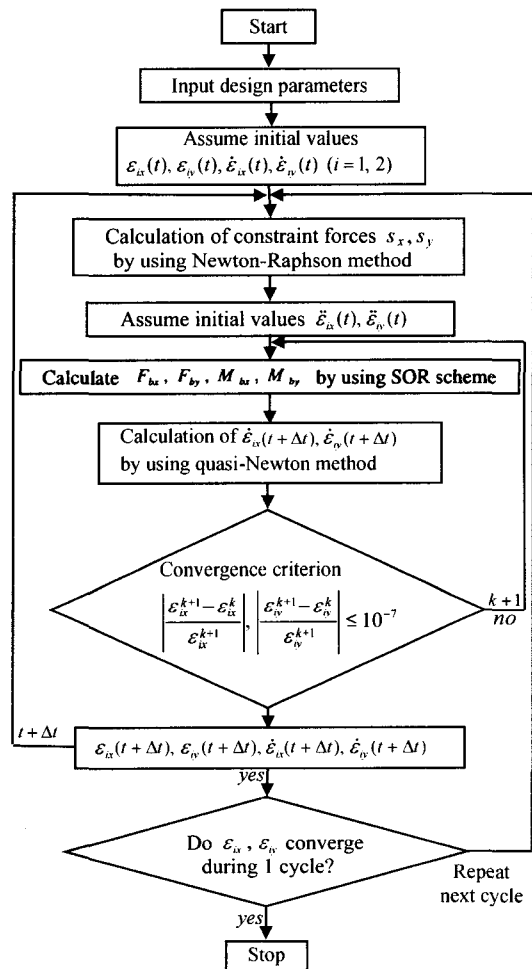 Start
Input design parameters
Assume initial values
ε_ix(t), ε_iy(t), ε̇_ix(t), ε̇_iy(t) (i = 1, 2)
Calculation of constraint forces s_x, s_y
by using Newton-Raphson method
Assume initial values ε̈_ix(t), ε̈_iy(t)
Calculate F_bx, F_by, M_bx, M_by by using SOR scheme
Calculation of ε̇_ix(t + Δt), ε̇_iy(t + Δt)
by using quasi-Newton method
Convergence criterion
|(ε_ix^{k+1} − ε_ix^k) / ε_ix^{k+1}|, |(ε_iy^{k+1} − ε_iy^k) / ε_iy^{k+1}| ≤ 10^{-7}
k+1
no
t + Δt
ε_ix(t + Δt), ε_iy(t + Δt), ε̇_ix(t + Δt), ε̇_iy(t + Δt)
yes
Do ε_ix, ε_iy converge
during 1 cycle?
Repeat
next cycle
yes
Stop